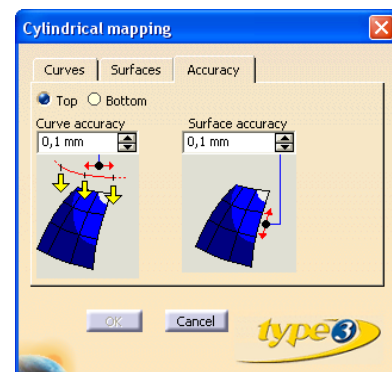 Cylindrical mapping
Curves Surfaces Accuracy
Top Bottom
Curve accuracy Surface accuracy
0,1 mm 0,1 mm
OK Cancel
type3